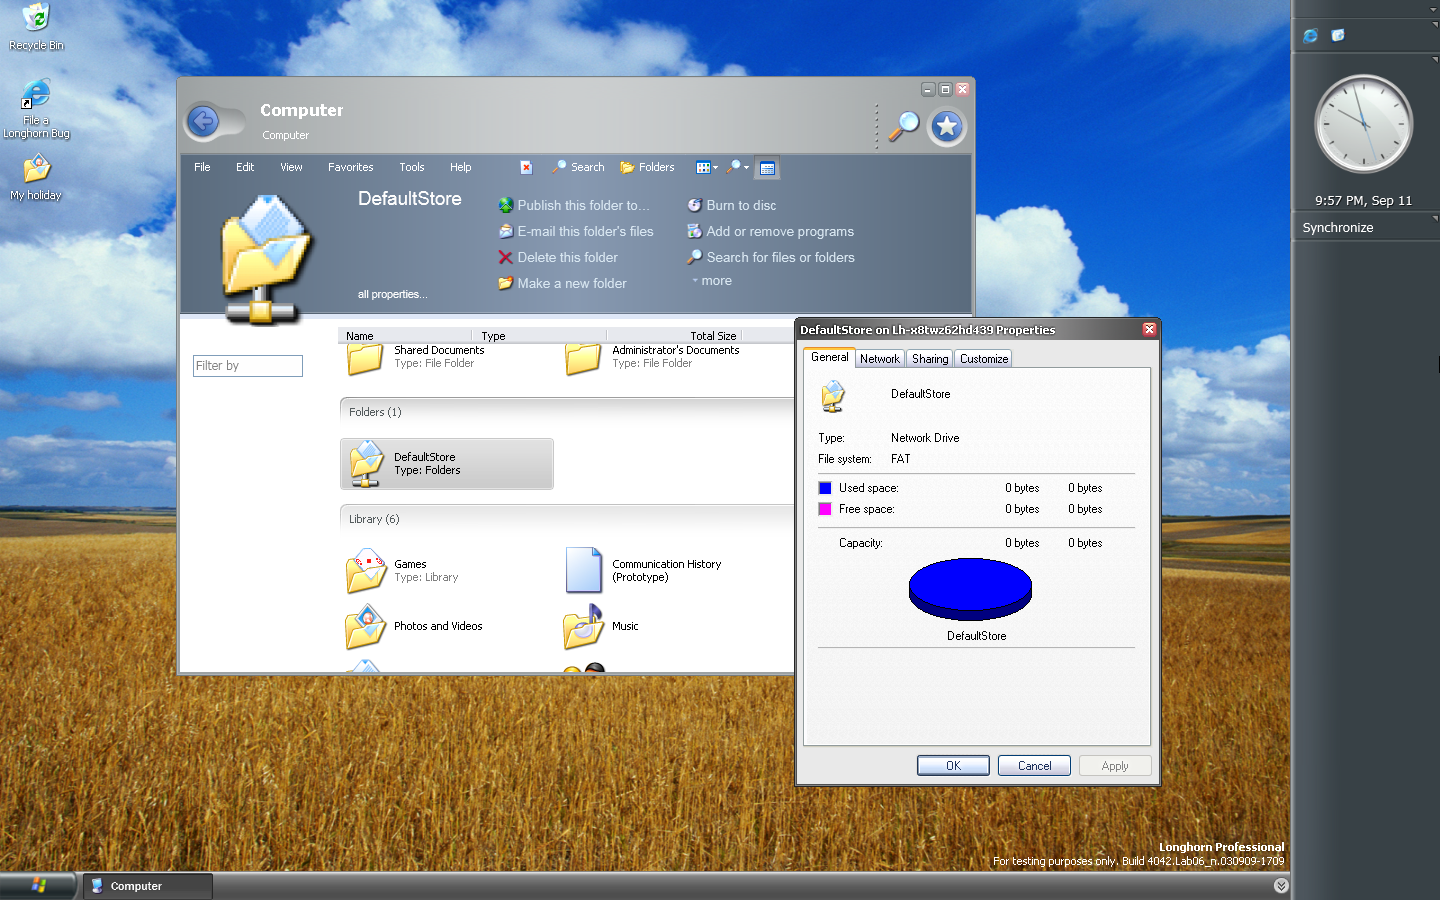 Recycle Bin
File a
Longhorn Bug
My holiday
Computer
Computer
File Edit View Favorites Tools Help Search Folders
DefaultStore
all properties...
Publish this folder to...
E-mail this folder's files
Delete this folder
Make a new folder
Burn to disc
Add or remove programs
Search for files or folders
more
Filter by
Name Type Total Size
Shared Documents
Type: File Folder
Administrator's Documents
Type: File Folder
Folders (1)
DefaultStore
Type: Folders
Library (6)
Games
Type: Library
Communication History
(Prototype)
Photos and Videos
Music
DefaultStore on Lh-x8twz62hd439 Properties
General Network Sharing Customize
DefaultStore
Type: Network Drive
File system: FAT
Used space: 0 bytes 0 bytes
Free space: 0 bytes 0 bytes
Capacity: 0 bytes 0 bytes
DefaultStore
OK Cancel Apply
9:57 PM, Sep 11
Synchronize
Longhorn Professional
For testing purposes only. Build 4042.Lab06_n.030909-1709
Computer